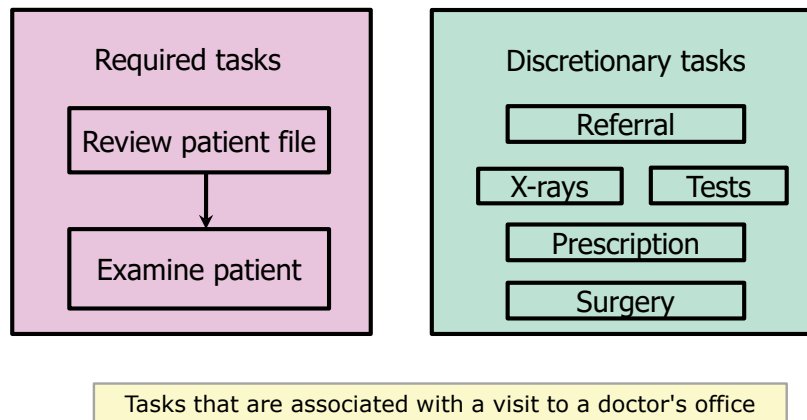 Required tasks
Review patient file
Examine patient
Discretionary tasks
Referral
X-rays
Tests
Prescription
Surgery
Tasks that are associated with a visit to a doctor's office